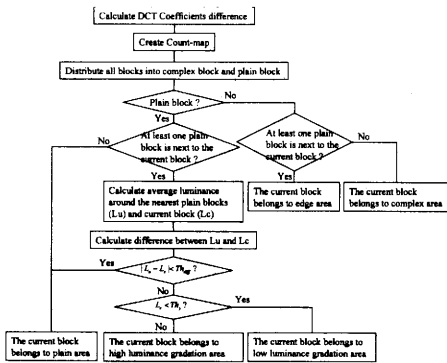 Calculate DCT Coefficients difference
Create Count-map
Distribute all blocks into complex block and plain block
Plain block ?
No
Yes
No
At least one plain
block is next to the
current block ?
At least one plain
block is next to the
current block ?
No
Yes
Yes
Calculate average luminance
around the nearest plain blocks
(Lu) and current block (Lc)
The current block
belongs to edge area
The current block
belongs to complex area
Calculate difference between Lu and Lc
Yes
No
Yes
No
The current block
belongs to plain area
The current block belongs to
high luminance gradation area
The current block belongs to
low luminance gradation area